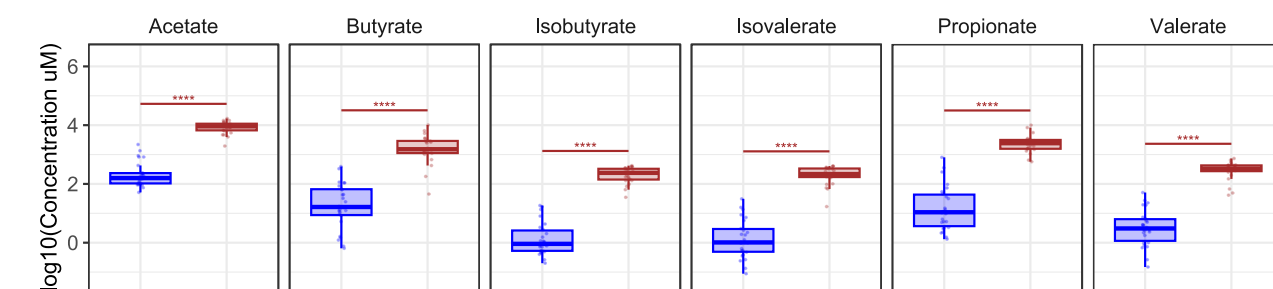 Acetate Butyrate Isobutyrate Isovalerate Propionate Valerate
log10(Concentration uM)
6
4
2
0
**** **** **** **** **** ****